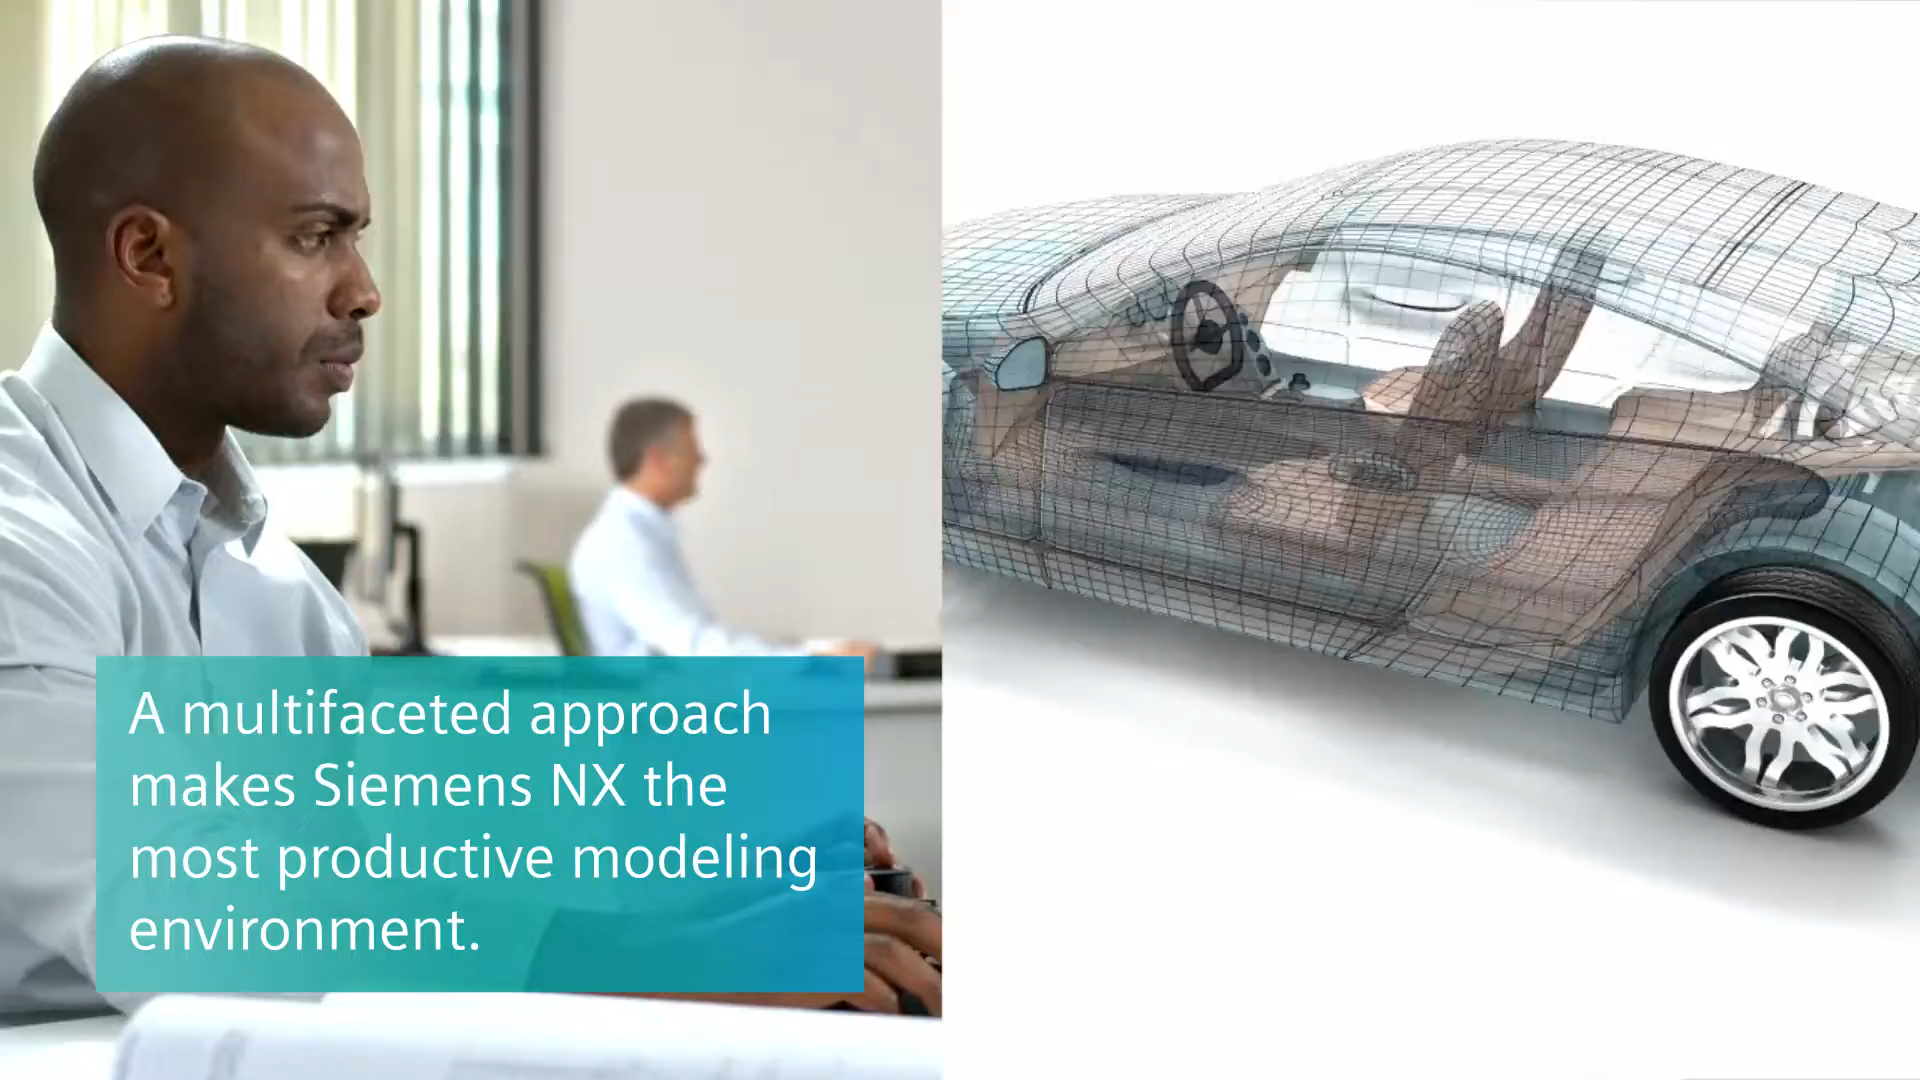 A multifaceted approach
makes Siemens NX the
most productive modeling
environment.